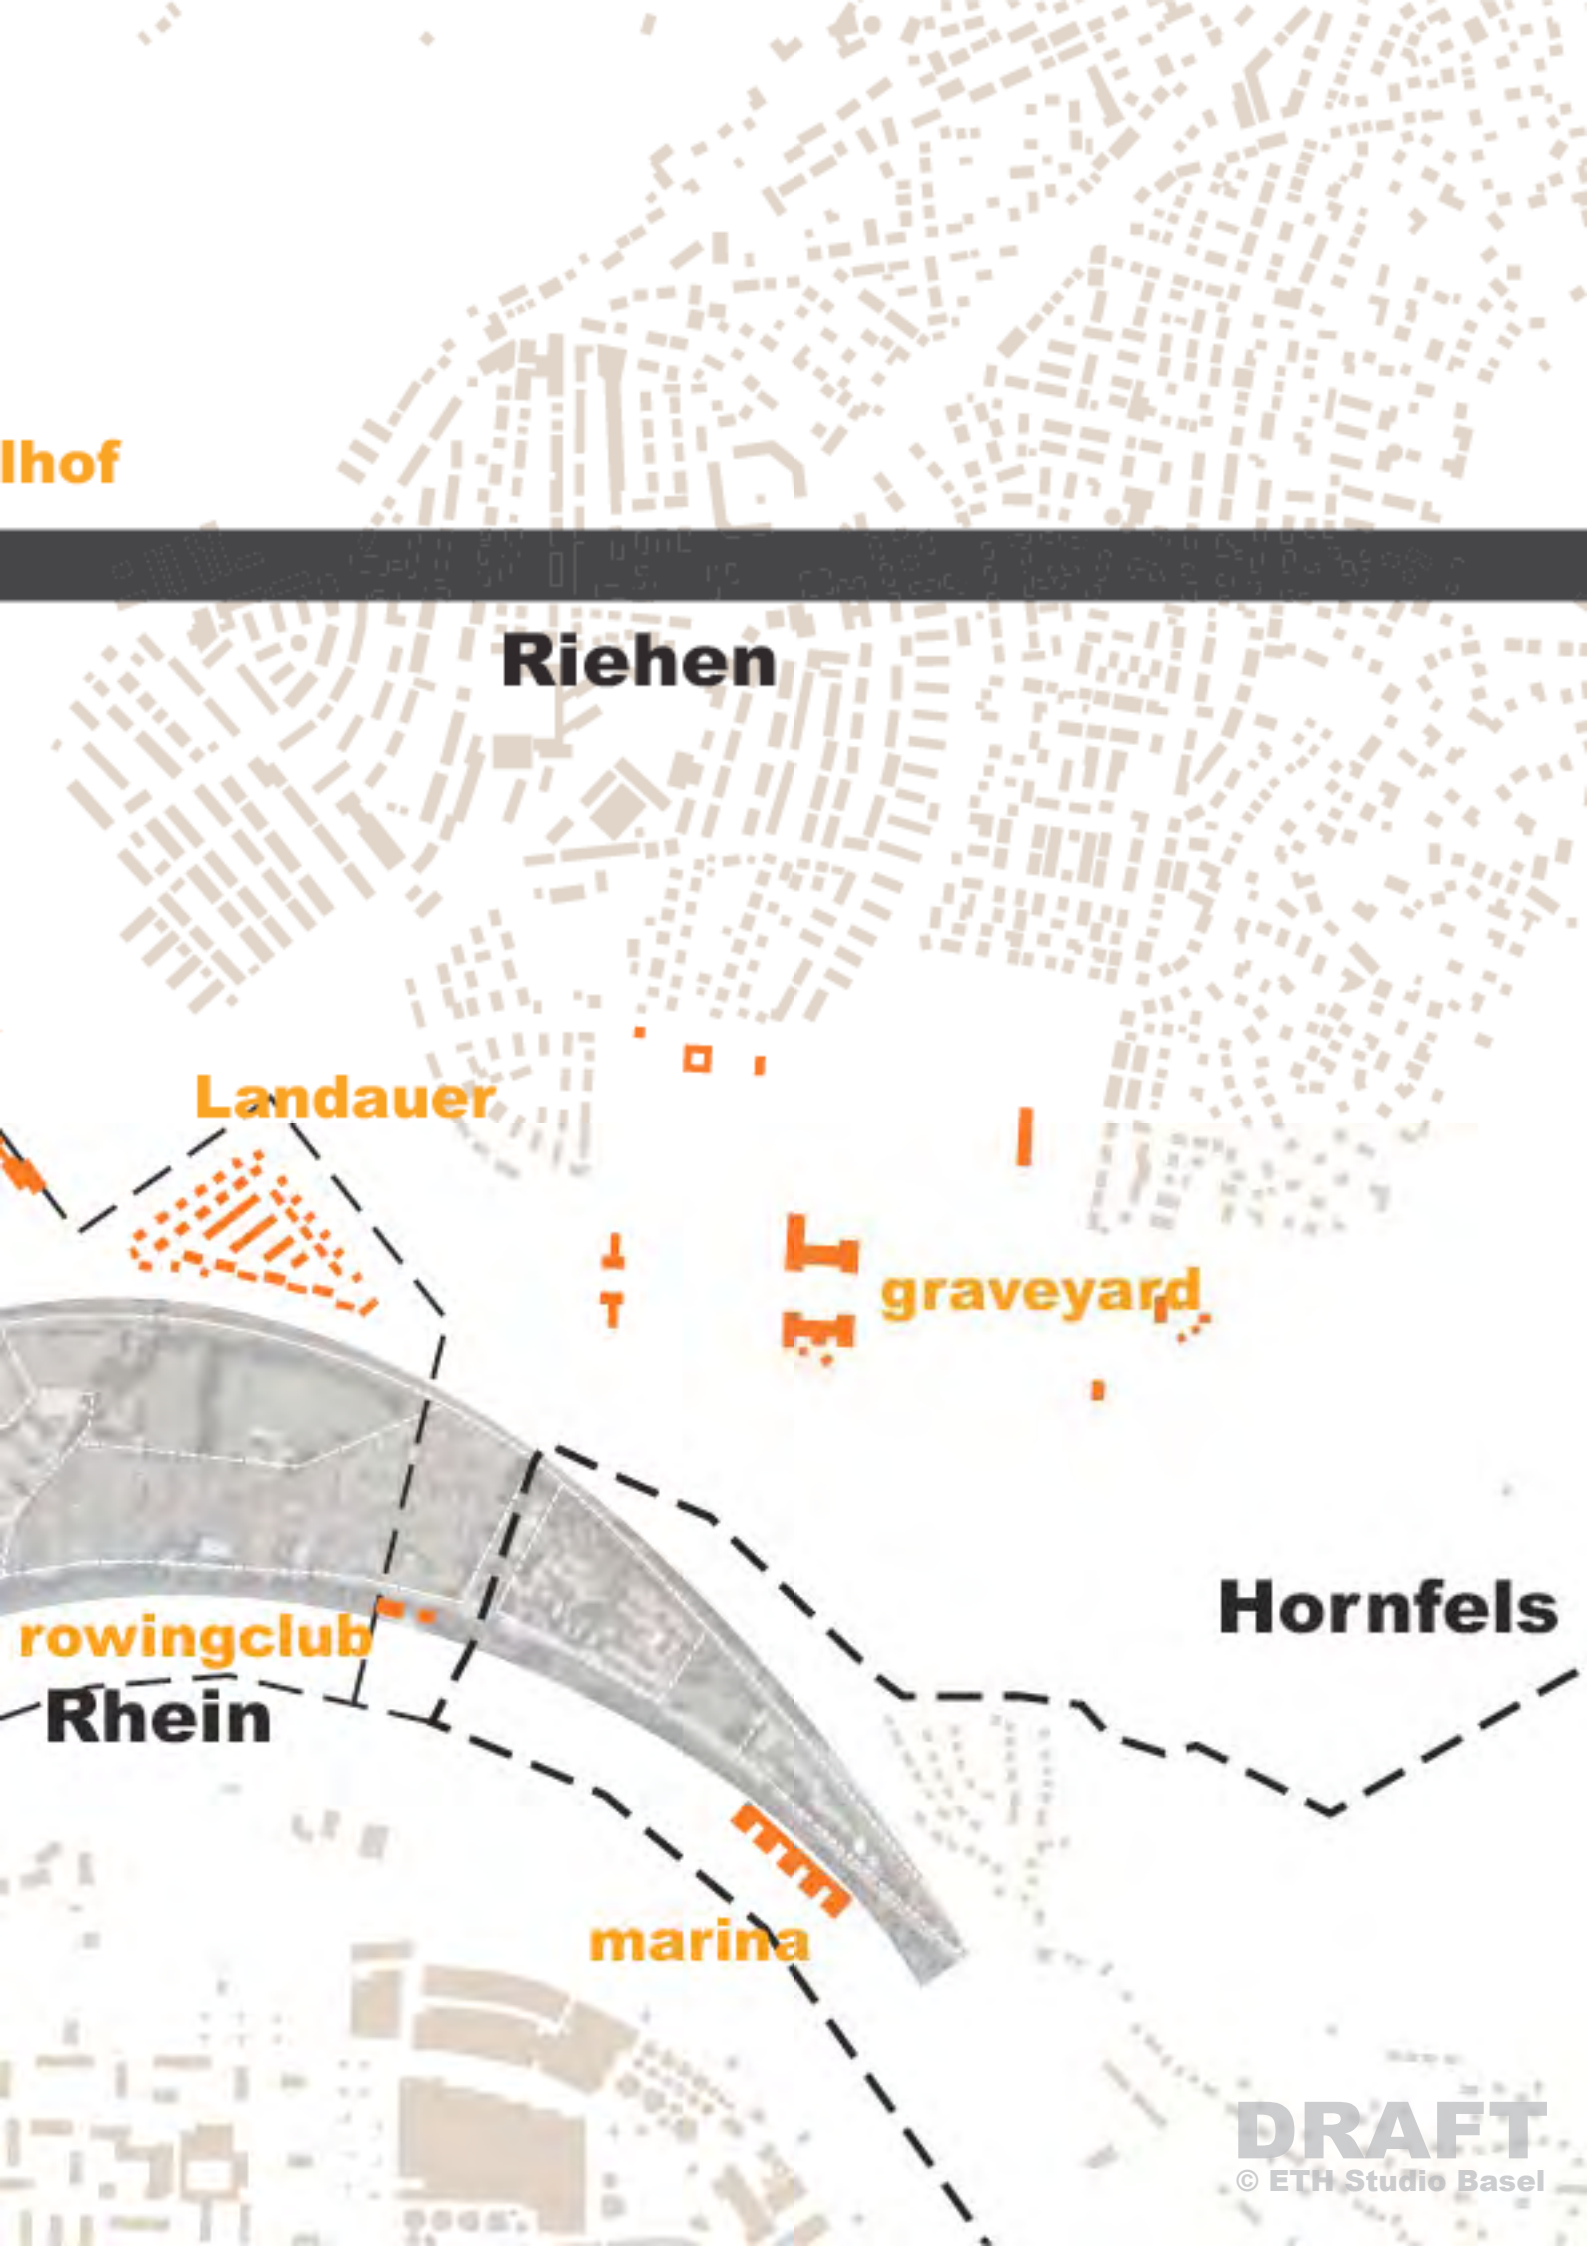 lhof
Riehen
Landauer
graveyard
Hornfels
rowingclub
Rhein
marina
DRAFT
© ETH Studio Basel